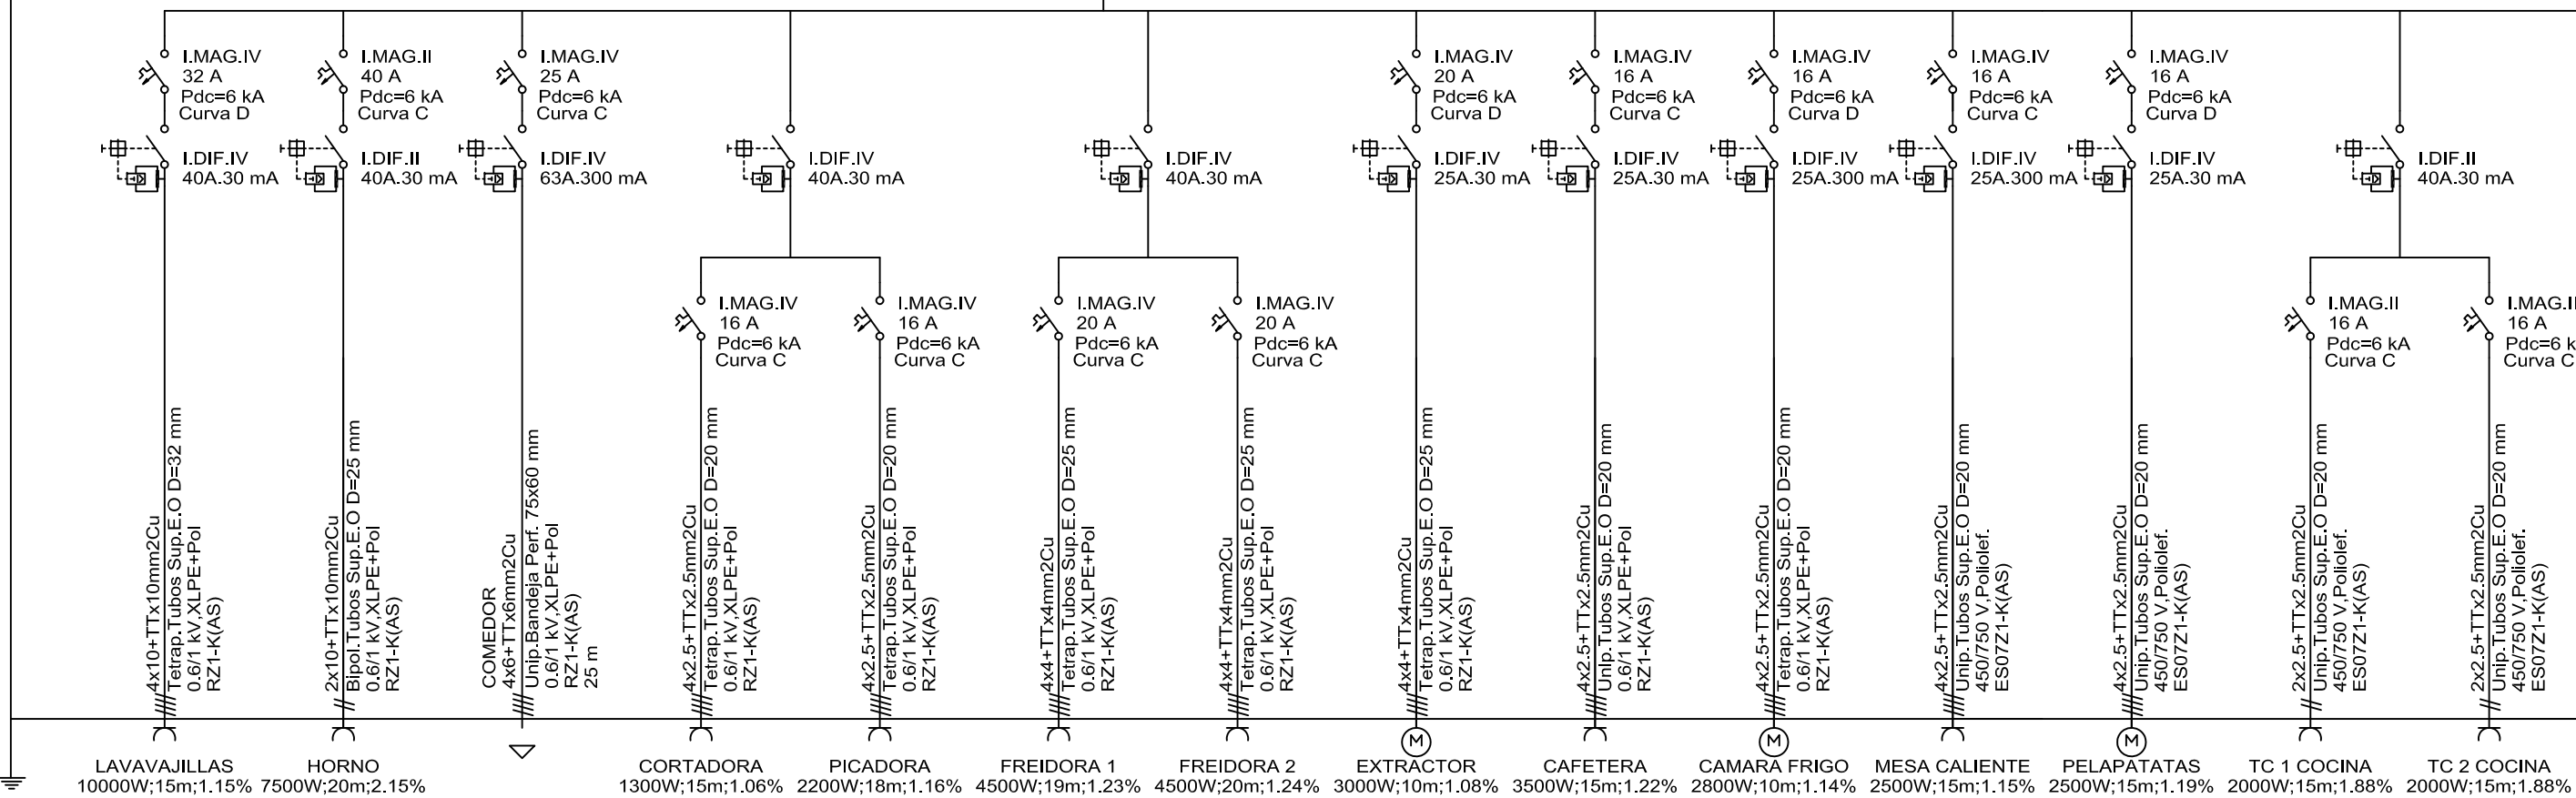 I.MAG.IV
32 A
Pdc=6 kA
Curva D
I.DIF.IV
40A.30 mA
4x10+TTx10mm2Cu
Tetrap.Tubos Sup.E.O D=32 mm
0.6/1 kV,XLPE+Pol
RZ1-K(AS)
LAVAVAJILLAS
10000W;15m;1.15%
I.MAG.II
40 A
Pdc=6 kA
Curva C
I.DIF.II
40A.30 mA
2x10+TTx10mm2Cu
Bipol.Tubos Sup.E.O D=25 mm
0.6/1 kV,XLPE+Pol
RZ1-K(AS)
HORNO
7500W;20m;2.15%
I.MAG.IV
25 A
Pdc=6 kA
Curva C
I.DIF.IV
63A.300 mA
COMEDOR
4x6+TTx6mm2Cu
Unip.Bandeja Perf. 75x60 mm
0.6/1 kV,XLPE+Pol
RZ1-K(AS)
25 m
I.DIF.IV
40A.30 mA
I.MAG.IV
16 A
Pdc=6 kA
Curva C
4x2.5+TTx2.5mm2Cu
Tetrap.Tubos Sup.E.O D=20 mm
0.6/1 kV,XLPE+Pol
RZ1-K(AS)
CORTADORA
1300W;15m;1.06%
I.MAG.IV
16 A
Pdc=6 kA
Curva C
4x2.5+TTx2.5mm2Cu
Tetrap.Tubos Sup.E.O D=20 mm
0.6/1 kV,XLPE+Pol
RZ1-K(AS)
PICADORA
2200W;18m;1.16%
I.DIF.IV
40A.30 mA
I.MAG.IV
20 A
Pdc=6 kA
Curva C
4x4+TTx4mm2Cu
Tetrap.Tubos Sup.E.O D=25 mm
0.6/1 kV,XLPE+Pol
RZ1-K(AS)
FREIDORA 1
4500W;19m;1.23%
I.MAG.IV
20 A
Pdc=6 kA
Curva C
4x4+TTx4mm2Cu
Tetrap.Tubos Sup.E.O D=25 mm
0.6/1 kV,XLPE+Pol
RZ1-K(AS)
FREIDORA 2
4500W;20m;1.24%
I.MAG.IV
20 A
Pdc=6 kA
Curva D
I.DIF.IV
25A.30 mA
4x4+TTx4mm2Cu
Tetrap.Tubos Sup.E.O D=25 mm
0.6/1 kV,XLPE+Pol
RZ1-K(AS)
M
EXTRACTOR
3000W;10m;1.08%
I.MAG.IV
16 A
Pdc=6 kA
Curva C
I.DIF.IV
25A.30 mA
4x2.5+TTx2.5mm2Cu
Unip.Tubos Sup.E.O D=20 mm
0.6/1 kV,XLPE+Pol
RZ1-K(AS)
CAFETERA
3500W;15m;1.22%
I.MAG.IV
16 A
Pdc=6 kA
Curva D
I.DIF.IV
25A.300 mA
4x2.5+TTx2.5mm2Cu
Tetrap.Tubos Sup.E.O D=20 mm
0.6/1 kV,XLPE+Pol
RZ1-K(AS)
M
CAMARA FRIGO
2800W;10m;1.14%
I.MAG.IV
16 A
Pdc=6 kA
Curva C
I.DIF.IV
25A.300 mA
4x2.5+TTx2.5mm2Cu
Unip.Tubos Sup.E.O D=20 mm
450/750 V,Poliolef.
ES07Z1-K(AS)
MESA CALIENTE
2500W;15m;1.15%
I.MAG.IV
16 A
Pdc=6 kA
Curva D
I.DIF.IV
25A.30 mA
4x2.5+TTx2.5mm2Cu
Unip.Tubos Sup.E.O D=20 mm
450/750 V,Poliolef.
ES07Z1-K(AS)
M
PELAPATATAS
2500W;15m;1.19%
I.DIF.II
40A.30 mA
I.MAG.II
16 A
Pdc=6 kA
Curva C
2x2.5+TTx2.5mm2Cu
Unip.Tubos Sup.E.O D=20 mm
450/750 V,Poliolef.
ES07Z1-K(AS)
TC 1 COCINA
2000W;15m;1.88%
I.MAG.II
16 A
Pdc=6 k
Curva C
2x2.5+TTx2.5mm2Cu
Unip.Tubos Sup.E.O D=20 mm
450/750 V,Poliolef.
ES07Z1-K(AS)
TC 2 COCINA
2000W;15m;1.88%